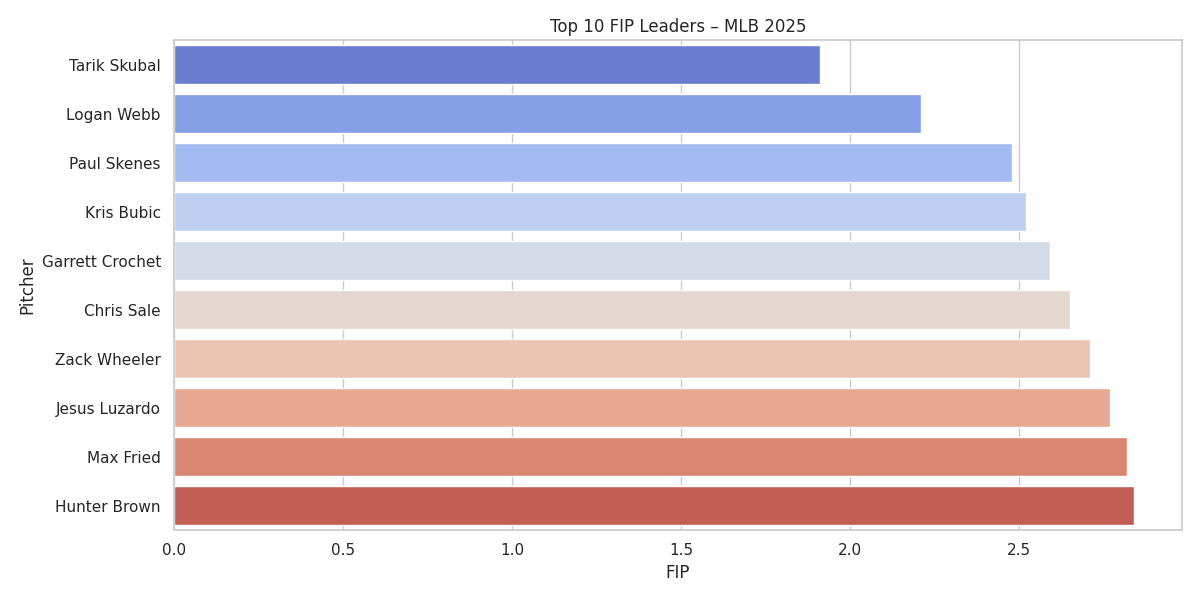 Top 10 FIP Leaders – MLB 2025
Pitcher
Tarik Skubal
Logan Webb
Paul Skenes
Kris Bubic
Garrett Crochet
Chris Sale
Zack Wheeler
Jesus Luzardo
Max Fried
Hunter Brown
0.0 0.5 1.0 1.5 2.0 2.5
FIP